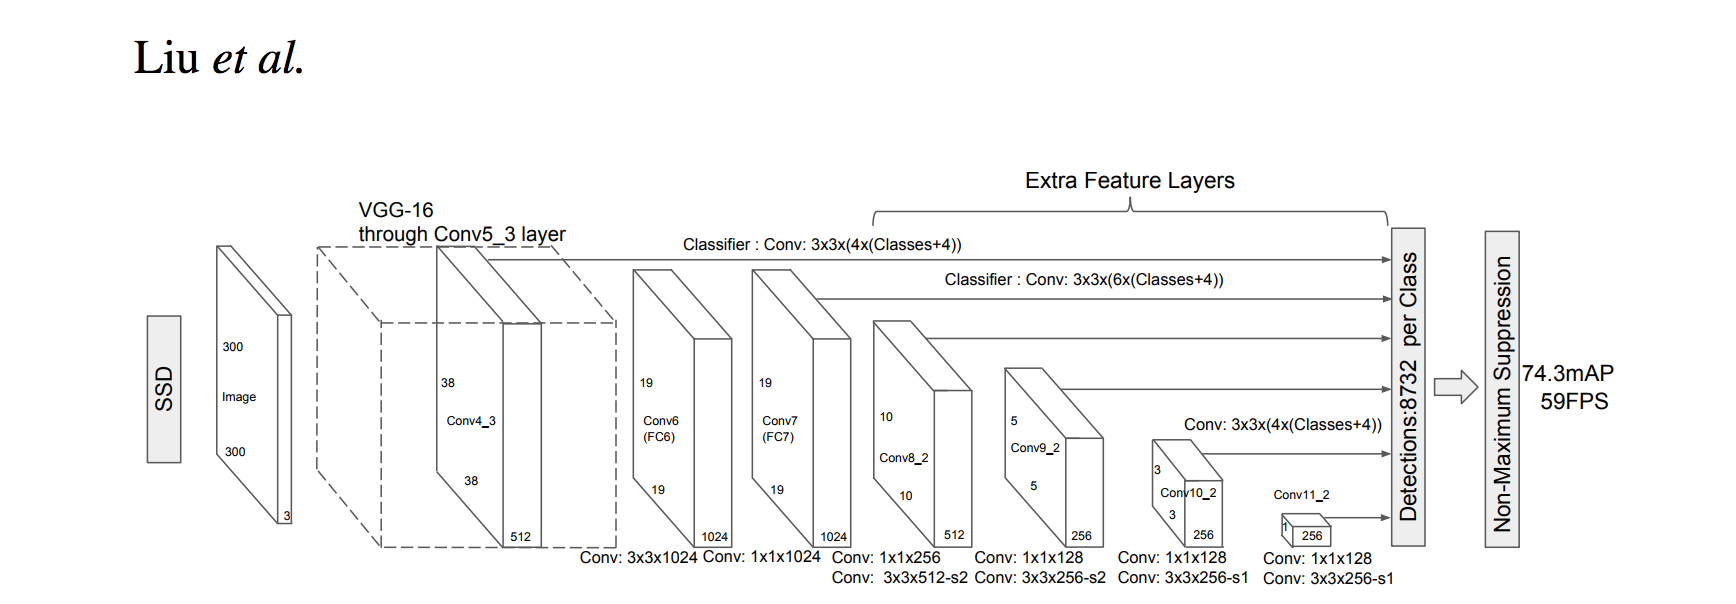 Liu et al.
Extra Feature Layers
VGG-16
through Conv5_3 layer
Classifier : Conv: 3x3x(4x(Classes+4))
Classifier : Conv: 3x3x(6x(Classes+4))
SSD
300
Image
300
3
38
Conv4_3
38
512
19
Conv6
(FC6)
19
1024
19
Conv7
(FC7)
19
1024
10
Conv8_2
10
512
5
Conv9_2
5
256
Conv: 3x3x(4x(Classes+4))
3
Conv10_2
3
256
Conv11_2
1
256
Detections:8732 per Class
Non-Maximum Suppression
74.3mAP
59FPS
Conv: 3x3x1024
Conv: 1x1x1024
Conv: 1x1x256
Conv: 3x3x512-s2
Conv: 1x1x128
Conv: 3x3x256-s2
Conv: 1x1x128
Conv: 3x3x256-s1
Conv: 1x1x128
Conv: 3x3x256-s1